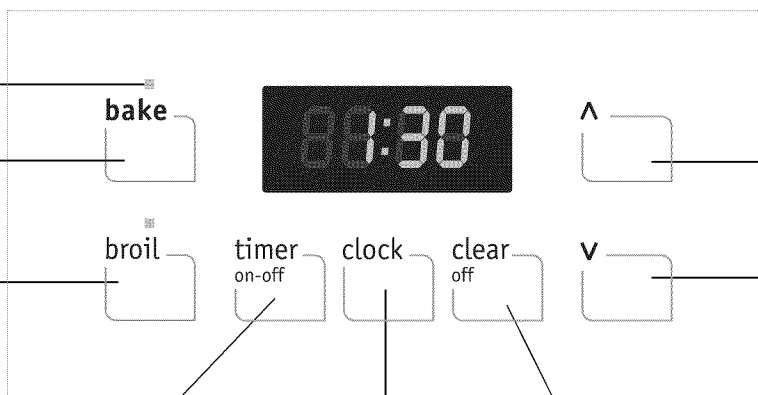 bake
1:30
^
broil
timer
on-off
clock
clear
off
v